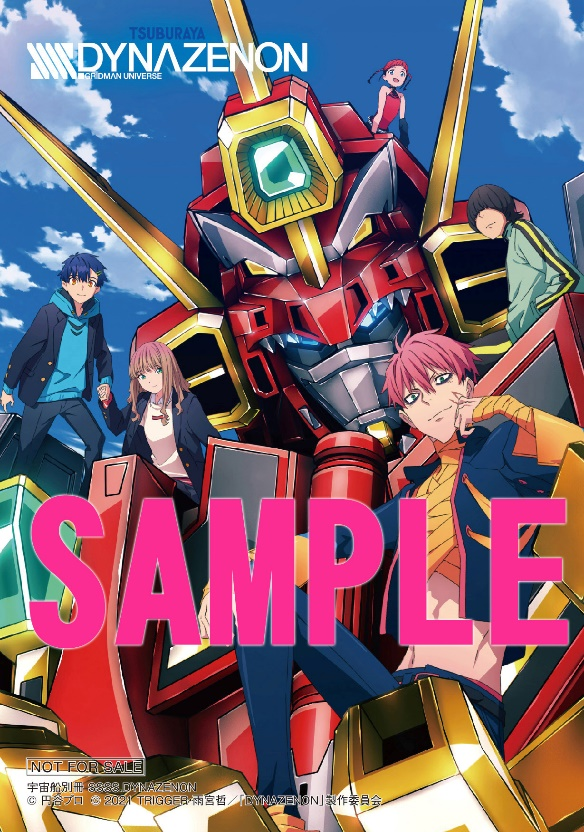 TSUBURAYA
DYNAZENON
GRIDMAN UNIVERSE
SAMPLE
NOT FOR SALE
宇宙船別冊 SSSS.DYNAZENON
© 円谷プロ © 2021 TRIGGER・雨宮哲／「DYNAZENON」製作委員会